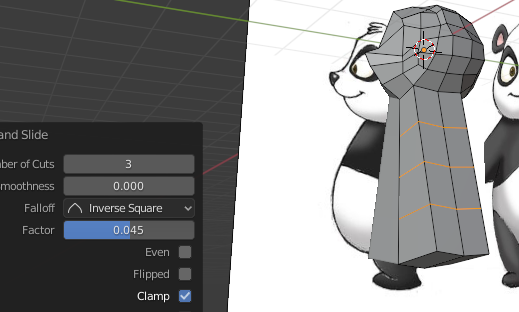 and Slide
ber of Cuts 3
moothness 0.000
Falloff Inverse Square
Factor 0.045
Even
Flipped
Clamp